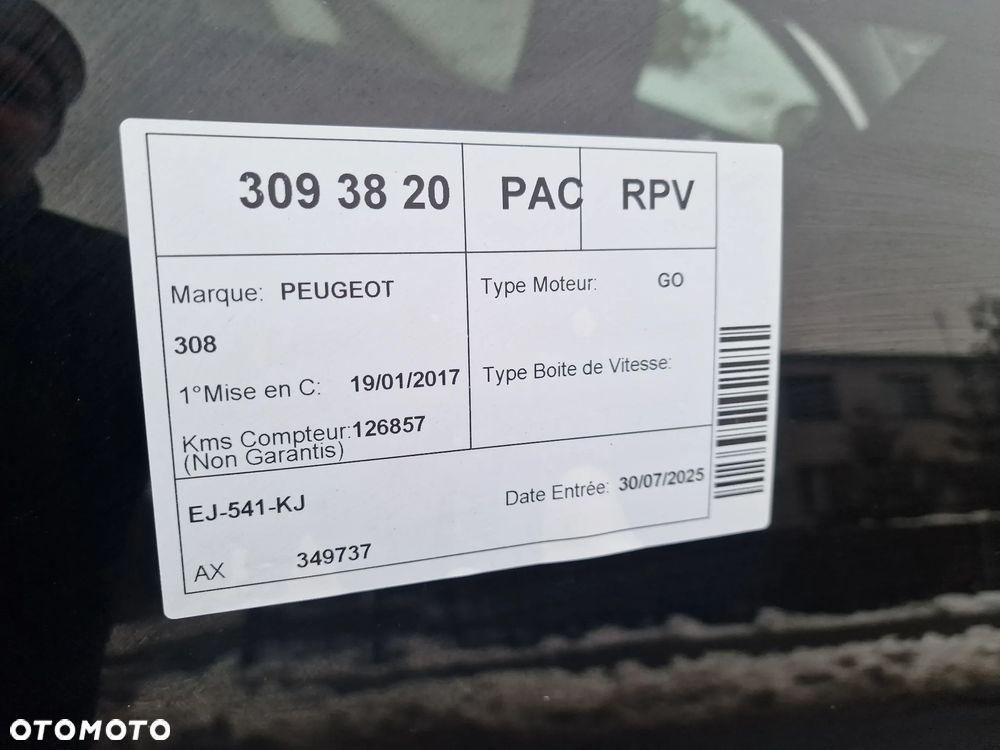 309 38 20 PAC RPV
Marque: PEUGEOT
308
1°Mise en C: 19/01/2017
Kms Compteur:126857
(Non Garantis)
Type Moteur: GO
Type Boite de Vitesse:
EJ-541-KJ
Date Entrée: 30/07/2025
AX 349737
OTOMOTO